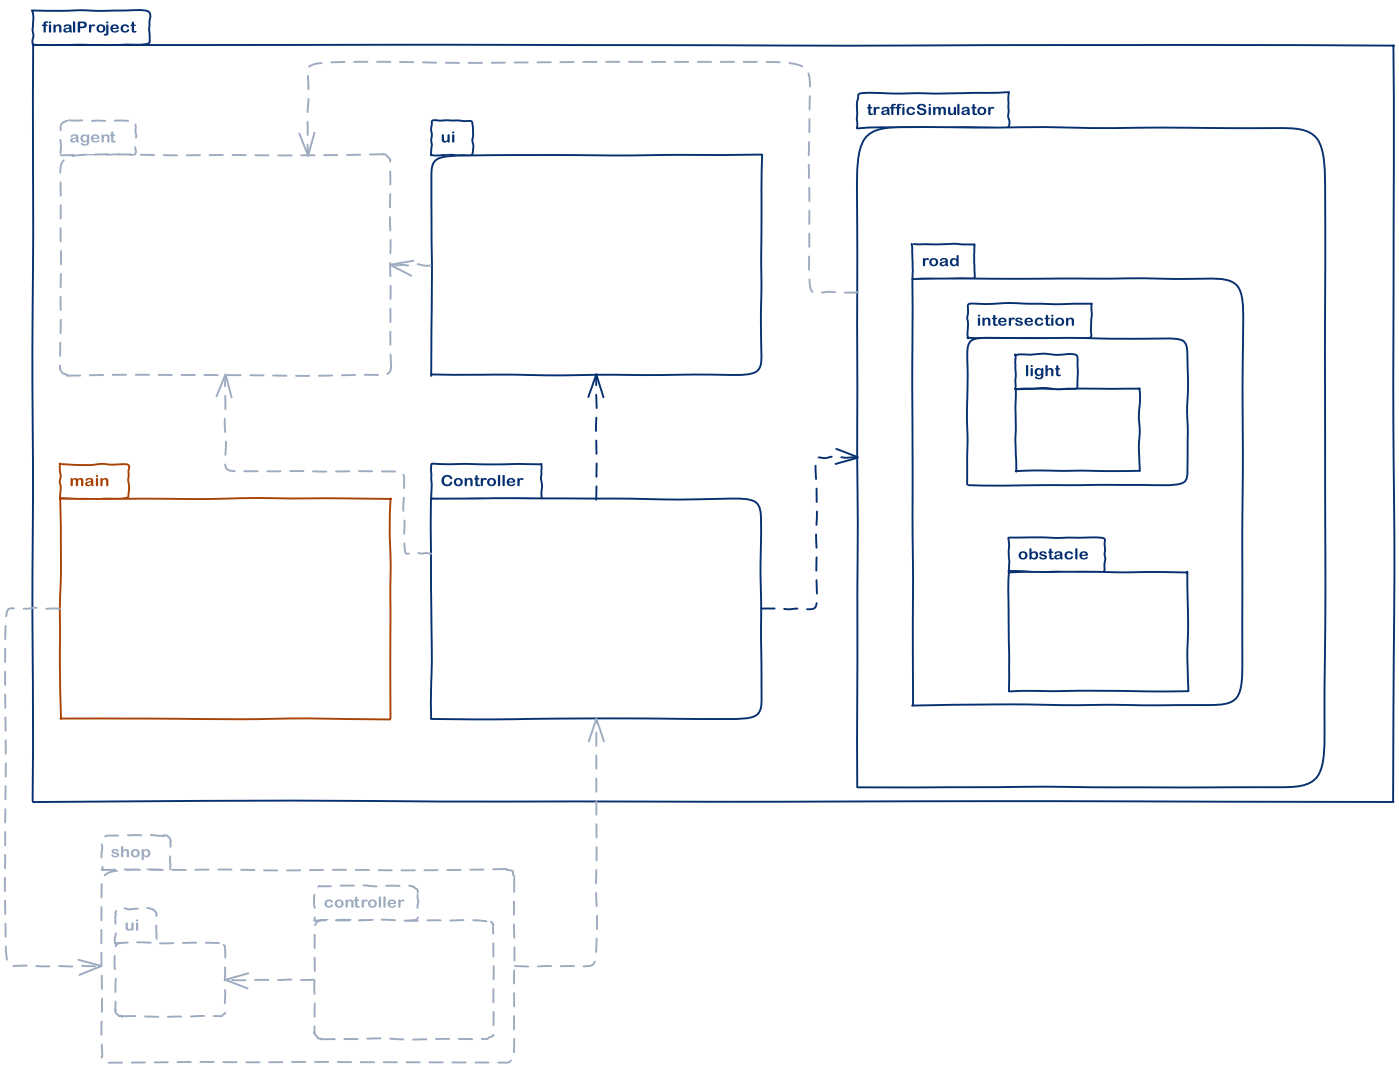 finalProject
trafficSimulator
agent
ui
road
intersection
light
main
Controller
obstacle
shop
controller
ui